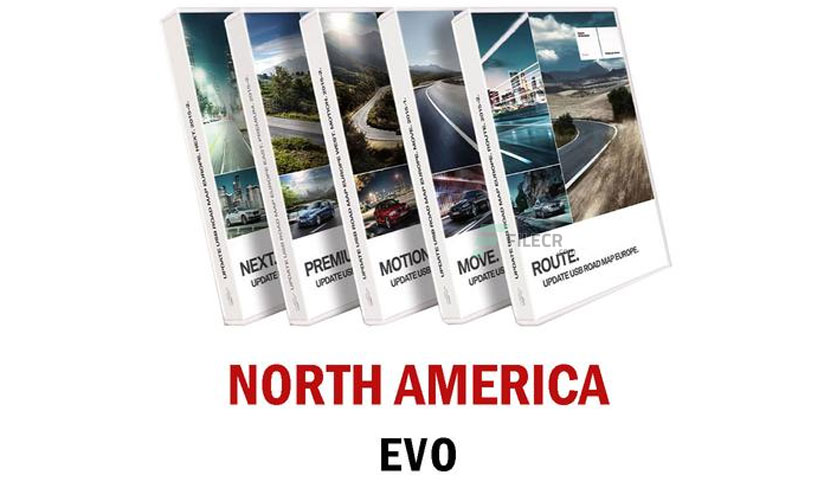 UPDATE USB ROAD MAP EUROPE. NEXT. 2015-2.
NEXT.
UPDATE US
UPDATE USB ROAD MAP EUROPE EAST. PREMIUM. 2015-2.
PREMIUM
UPDATE USB
UPDATE USB ROAD MAP EUROPE WEST. MOTION. 2015-2.
MOTION
UPDATE USB
UPDATE USB ROAD MAP EUROPE. MOVE. 2015-1.
MOVE.
UPDATE USB R
UPDATE USB ROAD MAP EUROPE. ROUTE. 2015-2.
ROUTE.
UPDATE USB ROAD MAP EUROPE.
FILECR
.com
NORTH AMERICA
EVO